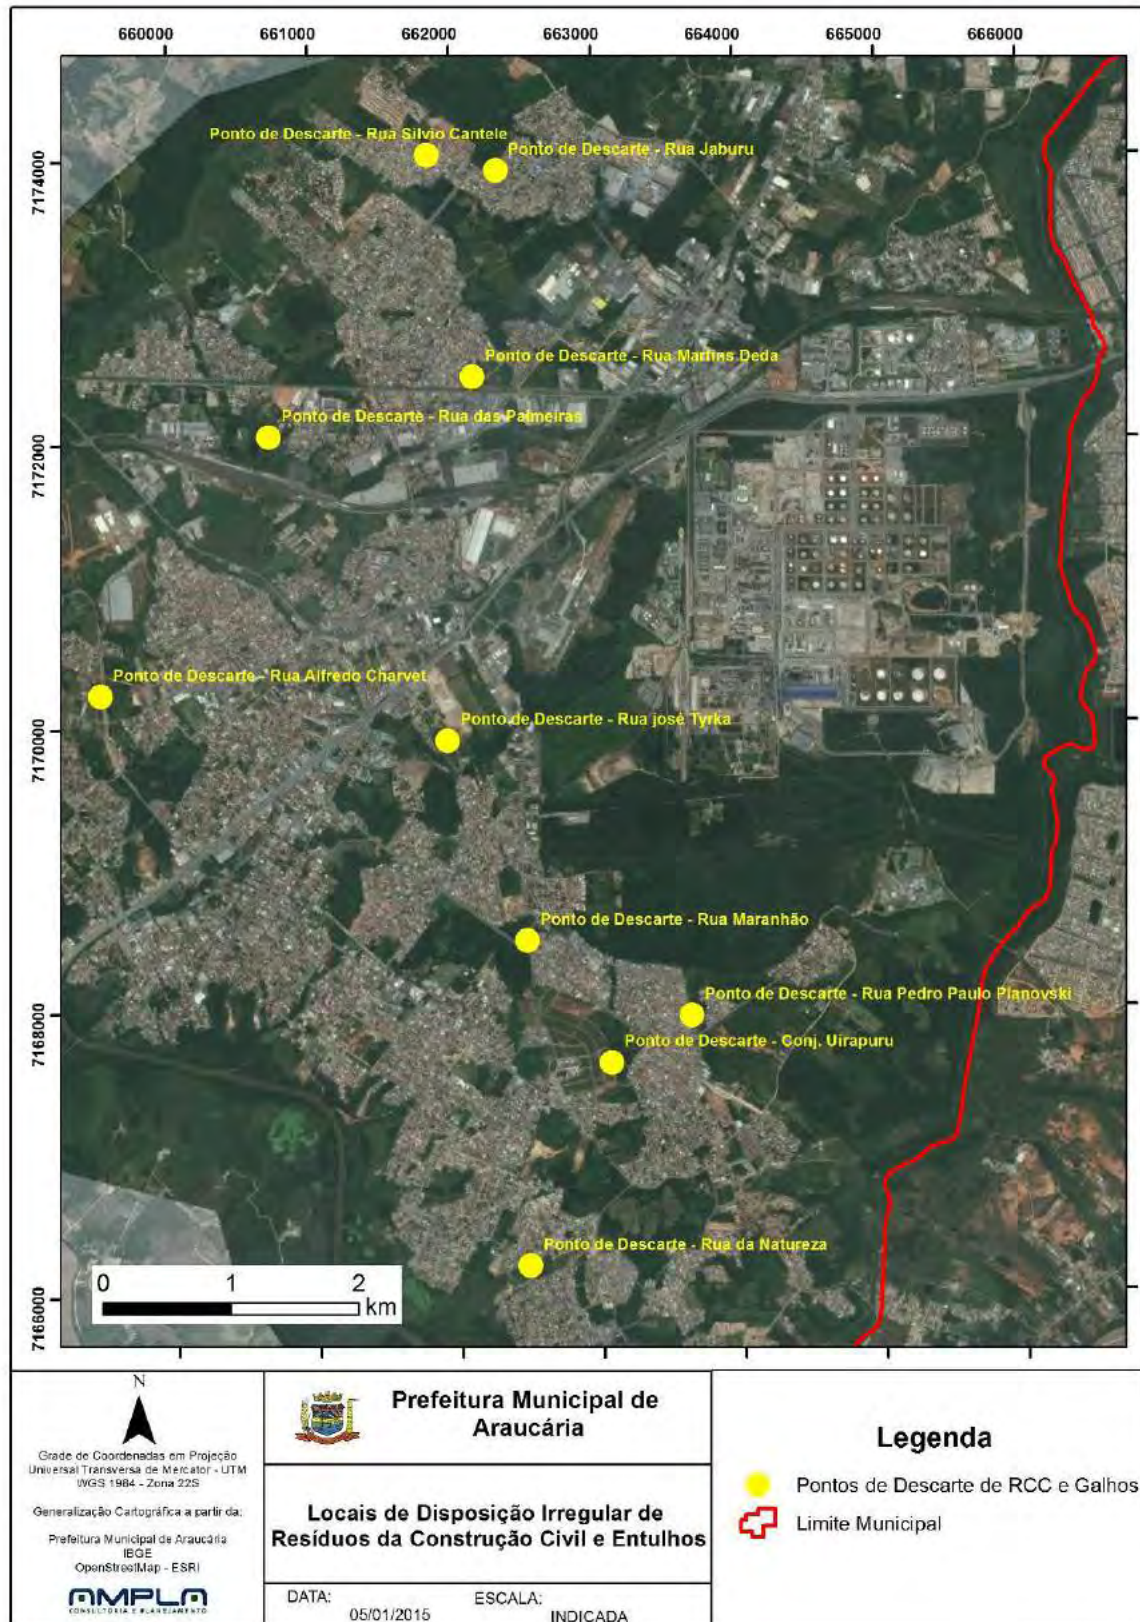 660000 661000 662000 663000 664000 665000 666000
7174000
7172000
7170000
7168000
7166000
Ponto de Descarte - Rua Silvio Cantele
Ponto de Descarte - Rua Jaburu
Ponto de Descarte - Rua Martins Deda
Ponto de Descarte - Rua das Palmeiras
Ponto de Descarte - Rua Alfredo Charvet
Ponto de Descarte - Rua josé Tyrka
Ponto de Descarte - Rua Maranhão
Ponto de Descarte - Rua Pedro Paulo Planovski
Ponto de Descarte - Conj. Uirapuru
Ponto de Descarte - Rua da Natureza
0 1 2
km
N
Grade de Coordenadas em Projeção
Universal Transversa de Mercator - UTM
WGS 1984 - Zona 22S
Generalização Cartográfica a partir da:
Prefeitura Municipal de Araucária
IBGE
OpenStreetMap - ESRI
AMPLA
CONSULTORIA E PLANEJAMENTO
Prefeitura Municipal de
Araucária
Locais de Disposição Irregular de
Resíduos da Construção Civil e Entulhos
DATA:
05/01/2015
ESCALA:
INDICADA
Legenda
Pontos de Descarte de RCC e Galhos
Limite Municipal